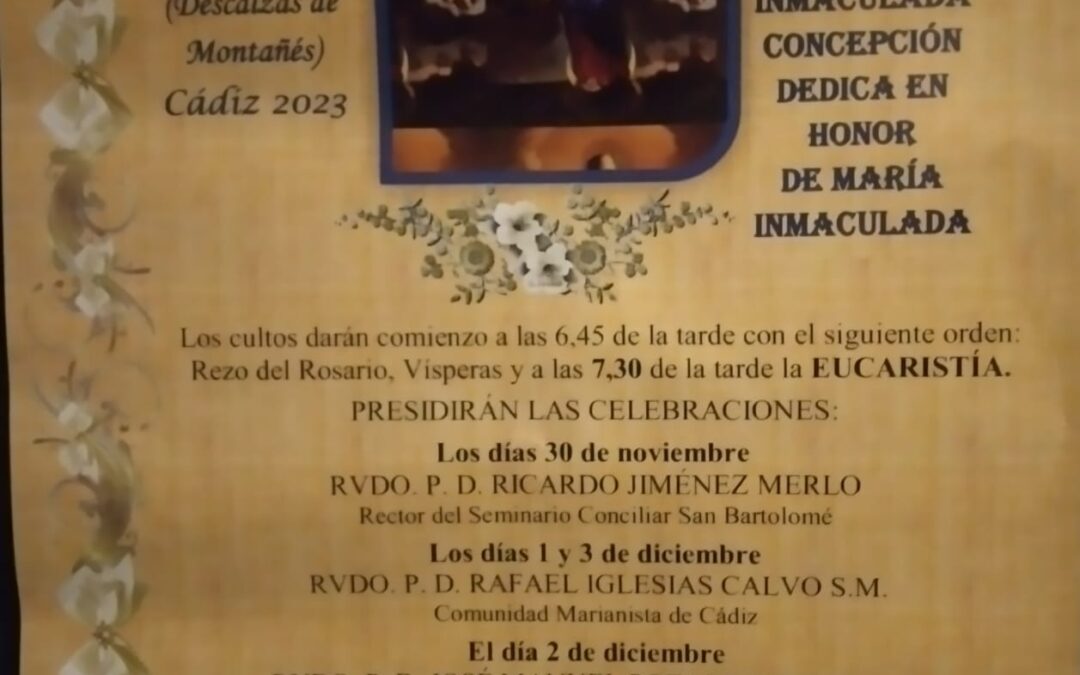 (Descalzas de
Montañés)
Cádiz 2023
INMACULADA
CONCEPCIÓN
DEDICA EN
HONOR
DE MARÍA
INMACULADA
Los cultos darán comienzo a las 6,45 de la tarde con el siguiente orden:
Rezo del Rosario, Vísperas y a las 7,30 de la tarde la EUCARISTÍA.
PRESIDIRÁN LAS CELEBRACIONES:
Los días 30 de noviembre
RVDO. P. D. RICARDO JIMÉNEZ MERLO
Rector del Seminario Conciliar San Bartolomé
Los días 1 y 3 de diciembre
RVDO. P. D. RAFAEL IGLESIAS CALVO S.M.
Comunidad Marianista de Cádiz
El día 2 de diciembre